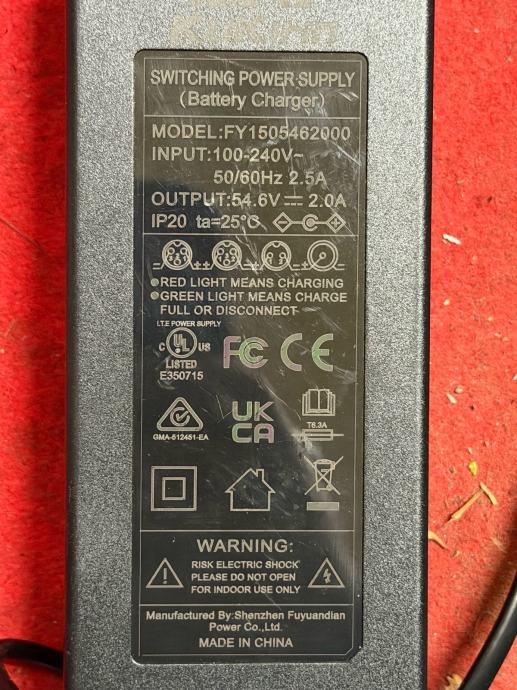 SWITCHING POWER SUPPLY
(Battery Charger)
MODEL:FY1505462000
INPUT:100-240V~
50/60Hz 2.5A
OUTPUT:54.6V⎓2.0A
IP20 ta=25°C
RED LIGHT MEANS CHARGING
GREEN LIGHT MEANS CHARGE
FULL OR DISCONNECT
I.T.E POWER SUPPLY
C UL US
LISTED
E350715
FC CE
GMA-512451-EA
UK
CA
T6.3A
WARNING:
RISK ELECTRIC SHOCK
PLEASE DO NOT OPEN
FOR INDOOR USE ONLY
Manufactured By:Shenzhen Fuyuandian
Power Co.,Ltd.
MADE IN CHINA